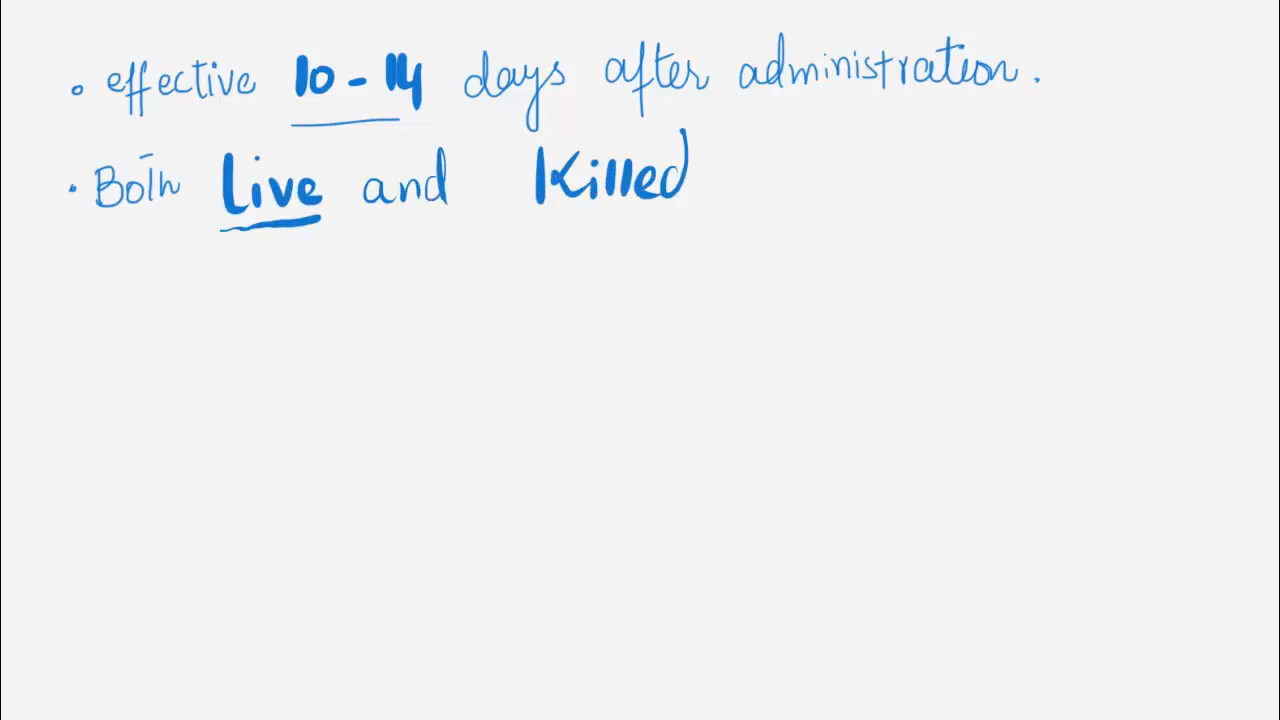 • effective 10 - 14 days after administration.
• Both Live and Killed